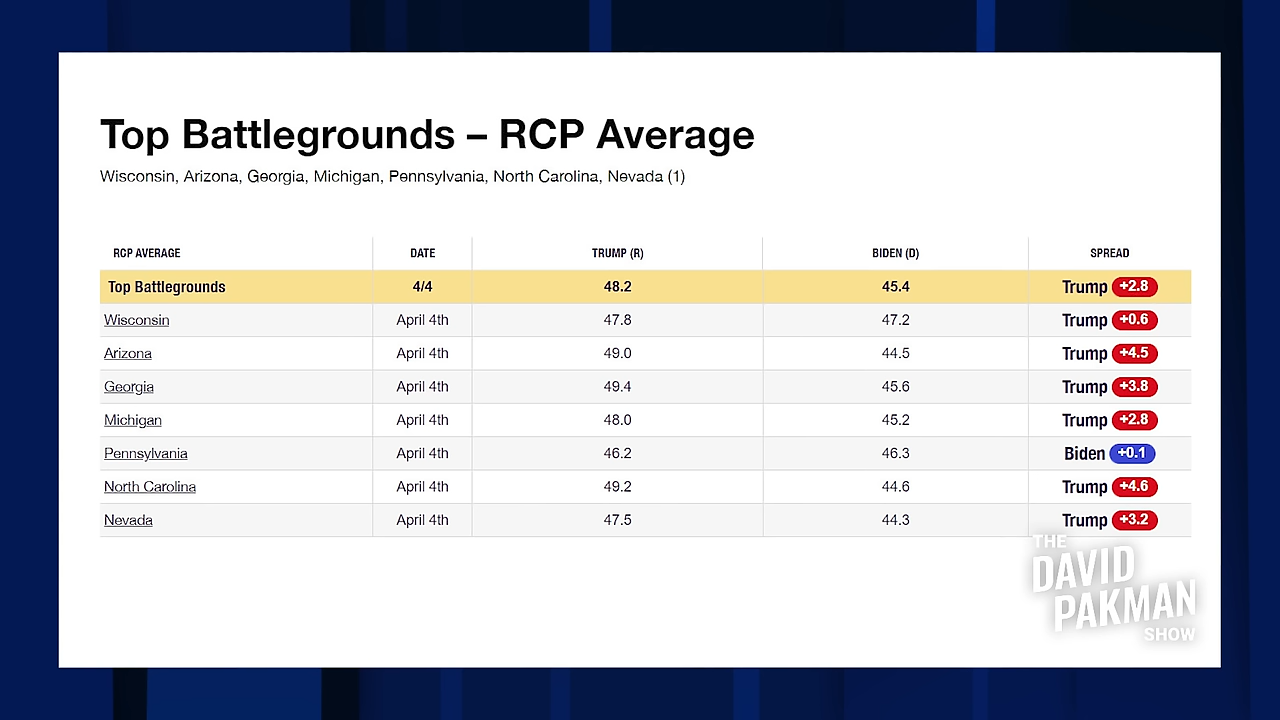 Top Battlegrounds – RCP Average
Wisconsin, Arizona, Georgia, Michigan, Pennsylvania, North Carolina, Nevada (1)
RCP AVERAGE DATE TRUMP (R) BIDEN (D) SPREAD
Top Battlegrounds 4/4 48.2 45.4 Trump +2.8
Wisconsin April 4th 47.8 47.2 Trump +0.6
Arizona April 4th 49.0 44.5 Trump +4.5
Georgia April 4th 49.4 45.6 Trump +3.8
Michigan April 4th 48.0 45.2 Trump +2.8
Pennsylvania April 4th 46.2 46.3 Biden +0.1
North Carolina April 4th 49.2 44.6 Trump +4.6
Nevada April 4th 47.5 44.3 Trump +3.2
THE
DAVID
PAKMAN
SHOW